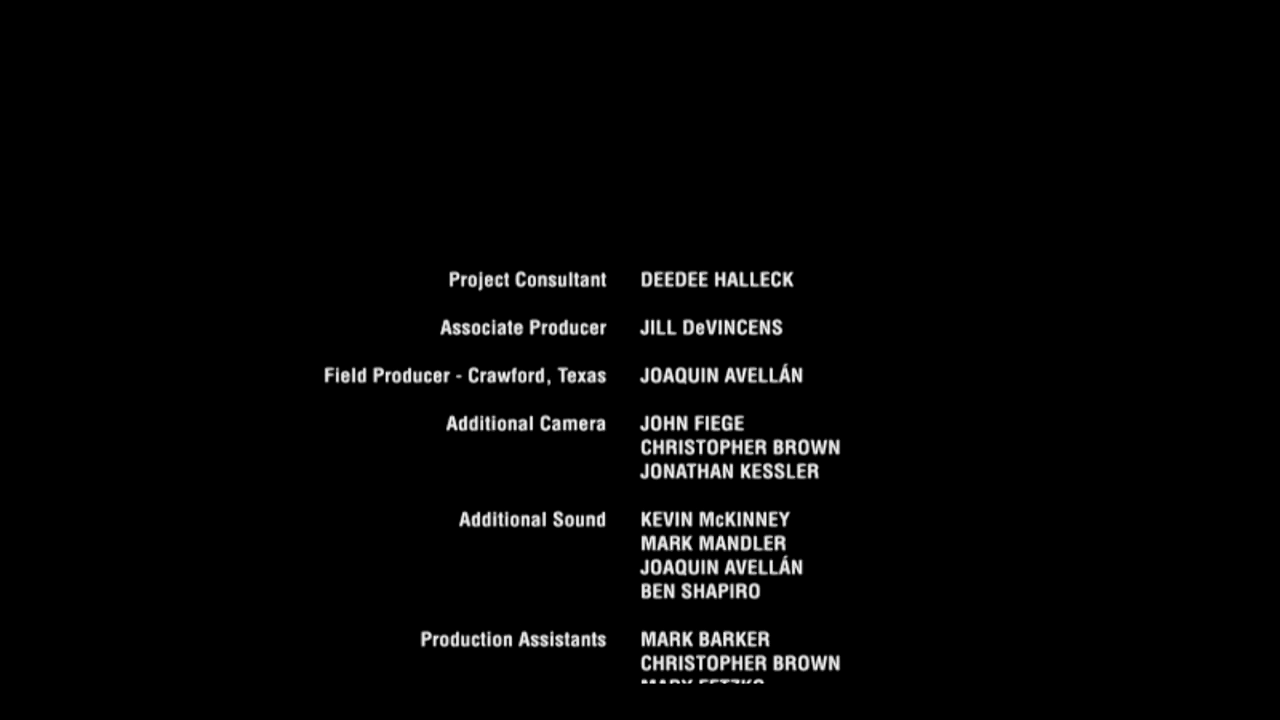 Project Consultant DEEDEE HALLECK
Associate Producer JILL DeVINCENS
Field Producer - Crawford, Texas JOAQUIN AVELLÁN
Additional Camera JOHN FIEGE
CHRISTOPHER BROWN
JONATHAN KESSLER
Additional Sound KEVIN McKINNEY
MARK MANDLER
JOAQUIN AVELLÁN
BEN SHAPIRO
Production Assistants MARK BARKER
CHRISTOPHER BROWN